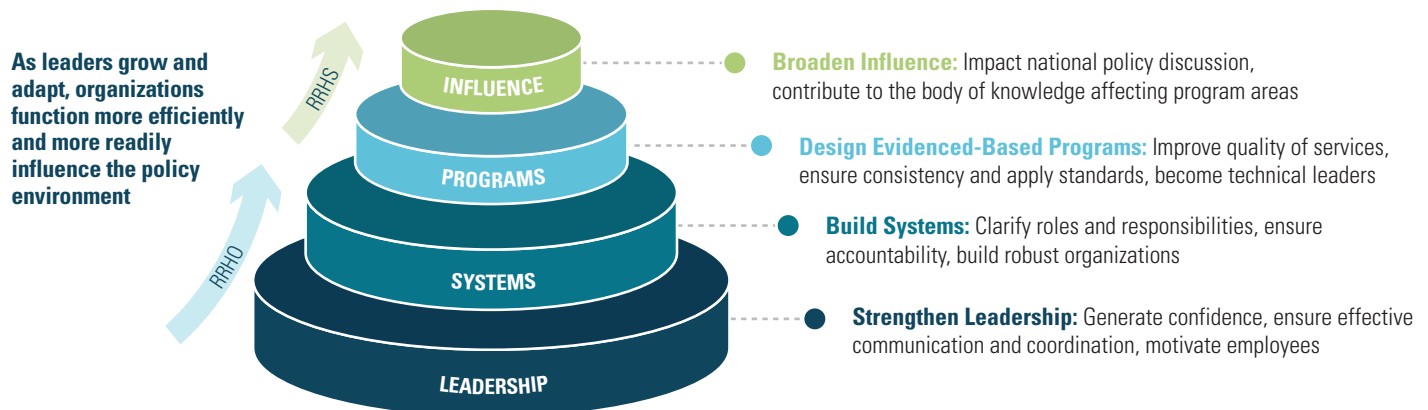 As leaders grow and
adapt, organizations
function more efficiently
and more readily
influence the policy
environment
RRHS
RRHO
INFLUENCE
PROGRAMS
SYSTEMS
LEADERSHIP
Broaden Influence: Impact national policy discussion,
contribute to the body of knowledge affecting program areas
Design Evidenced-Based Programs: Improve quality of services,
ensure consistency and apply standards, become technical leaders
Build Systems: Clarify roles and responsibilities, ensure
accountability, build robust organizations
Strengthen Leadership: Generate confidence, ensure effective
communication and coordination, motivate employees